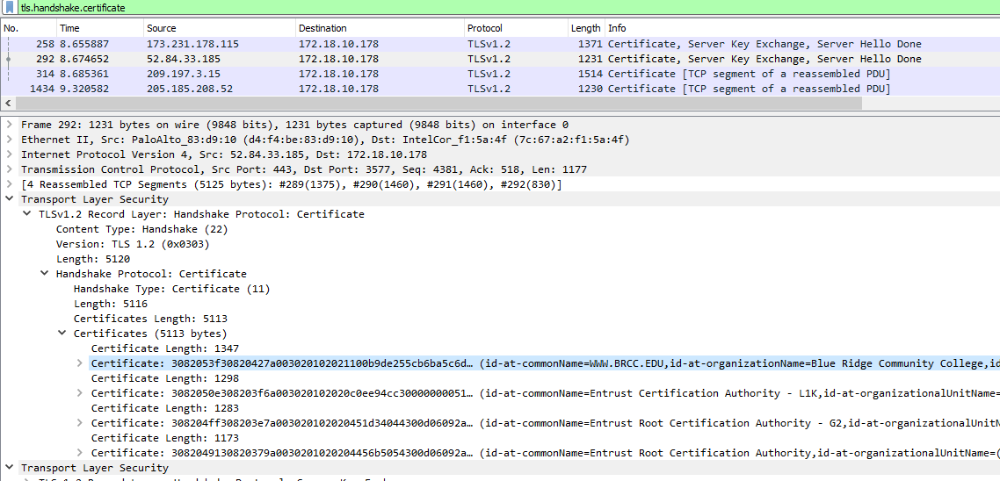 tls.handshake.certificate
No. Time Source Destination Protocol Length Info
258 8.655887 173.231.178.115 172.18.10.178 TLSv1.2 1371 Certificate, Server Key Exchange, Server Hello Done
292 8.674652 52.84.33.185 172.18.10.178 TLSv1.2 1231 Certificate, Server Key Exchange, Server Hello Done
314 8.685361 209.197.3.15 172.18.10.178 TLSv1.2 1514 Certificate [TCP segment of a reassembled PDU]
1434 9.320582 205.185.208.52 172.18.10.178 TLSv1.2 1230 Certificate [TCP segment of a reassembled PDU]
Frame 292: 1231 bytes on wire (9848 bits), 1231 bytes captured (9848 bits) on interface 0
Ethernet II, Src: PaloAlto_83:d9:10 (d4:f4:be:83:d9:10), Dst: IntelCor_f1:5a:4f (7c:67:a2:f1:5a:4f)
Internet Protocol Version 4, Src: 52.84.33.185, Dst: 172.18.10.178
Transmission Control Protocol, Src Port: 443, Dst Port: 3577, Seq: 4381, Ack: 518, Len: 1177
[4 Reassembled TCP Segments (5125 bytes): #289(1375), #290(1460), #291(1460), #292(830)]
Transport Layer Security
TLSv1.2 Record Layer: Handshake Protocol: Certificate
Content Type: Handshake (22)
Version: TLS 1.2 (0x0303)
Length: 5120
Handshake Protocol: Certificate
Handshake Type: Certificate (11)
Length: 5116
Certificates Length: 5113
Certificates (5113 bytes)
Certificate Length: 1347
Certificate: 3082053f30820427a003020102021100b9de255cb6ba5c6d… (id-at-commonName=WWW.BRCC.EDU,id-at-organizationName=Blue Ridge Community College,id
Certificate Length: 1298
Certificate: 3082050e308203f6a003020102020c0ee94cc30000000051… (id-at-commonName=Entrust Certification Authority - L1K,id-at-organizationalUnitName=
Certificate Length: 1283
Certificate: 308204ff308203e7a003020102020451d34044300d06092a… (id-at-commonName=Entrust Root Certification Authority - G2,id-at-organizationalUnitN
Certificate Length: 1173
Certificate: 3082049130820379a0030201020204456b5054300d06092a… (id-at-commonName=Entrust Root Certification Authority,id-at-organizationalUnitName=(
Transport Layer Security